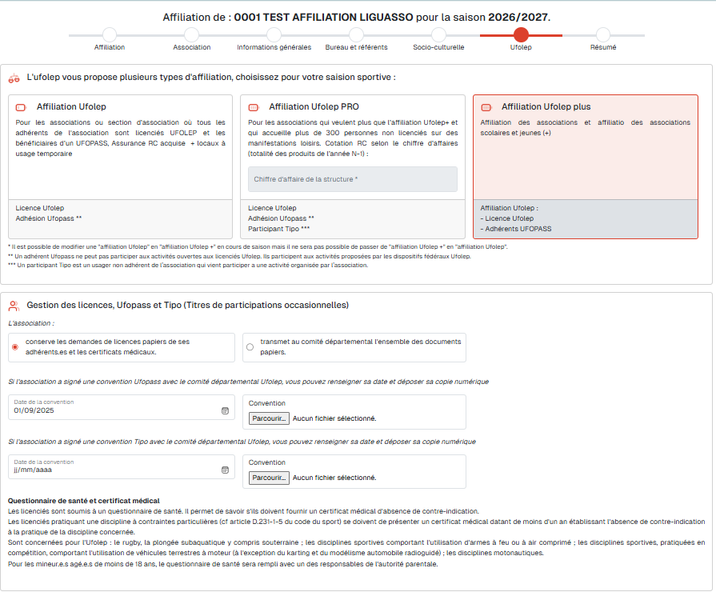 Affiliation de : 0001 TEST AFFILIATION LIGUASSO pour la saison 2026/2027.
Affiliation
Association
Informations générales
Bureau et référents
Socio-culturelle
Ufolep
Résumé
L'ufolep vous propose plusieurs types d'affiliation, choisissez pour votre saision sportive :
Affiliation Ufolep
Pour les associations ou section d'association où tous les
adhérents de l'association sont licenciés UFOLEP et les
bénéficiaires d'un UFOPASS, Assurance RC acquise + locaux à
usage temporaire
Licence Ufolep
Adhésion Ufopass **
Affiliation Ufolep PRO
Pour les associations qui veulent plus que l'affiliation Ufolep+ et
qui accueille plus de 300 personnes non licenciés sur des
manifestations loisirs. Cotation RC selon le chiffre d'affaires
(totalité des produits de l'année N-1) :
Chiffre d'affaire de la structure *
Licence Ufolep
Adhésion Ufopass **
Participant Tipo ***
Affiliation Ufolep plus
Affiliation des associations et affiliatio des associations
scolaires et jeunes (+)
Affiliation Ufolep :
- Licence Ufolep
- Adhérents UFOPASS
* Il est possible de modifier une "affiliation Ufolep" en "affiliation Ufolep +" en cours de saison mais il ne sera pas possible de passer de "affiliation Ufolep +" en "affiliation Ufolep".
** Un adhérent Ufopass ne peut pas participer aux activités ouvertes aux licenciés Ufolep, ils participent aux activités proposées par les dispositifs fédéraux Ufolep.
*** Un participant Tipo est un usager non adhérent de l'association qui vient participer a une activité organisée par l'association.
Gestion des licences, Ufopass et Tipo (Titres de participations occasionnelles)
L'association :
conserve les demandes de licences papiers de ses
adhérents.es et les certificats médicaux.
transmet au comité départemental l'ensemble des documents
papiers.
Si l'association a signé une convention Ufopass avec le comité départemental Ufolep, vous pouvez renseigner sa date et déposer sa copie numérique
Date de la convention
01/09/2025
Convention
Parcourir... Aucun fichier sélectionné.
Si l'association a signé une convention Tipo avec le comité départemental Ufolep, vous pouvez renseigner sa date et déposer sa copie numérique
Date de la convention
jj/mm/aaaa
Convention
Parcourir... Aucun fichier sélectionné.
Questionnaire de santé et certificat médical
Les licenciés sont soumis à un questionnaire de santé, il permet de savoir s'ils doivent fournir un certificat médical d'absence de contre-indication.
Les licenciés pratiquant une discipline à contraintes particulières (cf article D.231-1-5 du code du sport) se doivent de présenter un certificat médical datant de moins d'un an établissant l'absence de contre-indication
à la pratique de la discipline concernée.
Sont concernées pour l'Ufolep : le rugby, la plongée subaquatique y compris souterraine ; les disciplines sportives comportant l'utilisation d'armes à feu ou à air comprimé ; les disciplines sportives, pratiquées en
compétition, comportant l'utilisation de véhicules terrestres à moteur (à l'exception du karting et du modélisme automobile radioguidé) ; les disciplines motonautiques.
Pour les mineur.e.s agé.e.s de moins de 18 ans, le questionnaire de santé sera rempli avec un des responsables de l'autorité parentale.